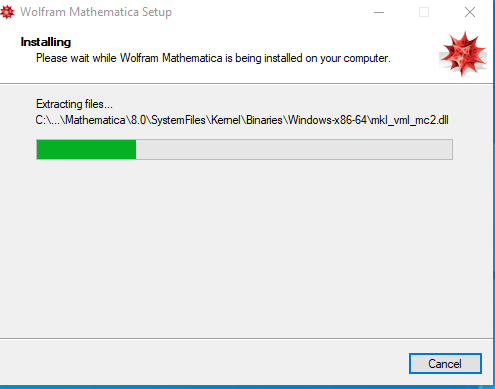 Wolfram Mathematica Setup
Installing
Please wait while Wolfram Mathematica is being installed on your computer.
Extracting files...
C:\...\Mathematica\8.0\SystemFiles\Kernel\Binaries\Windows-x86-64\mkl_vml_mc2.dll
Cancel